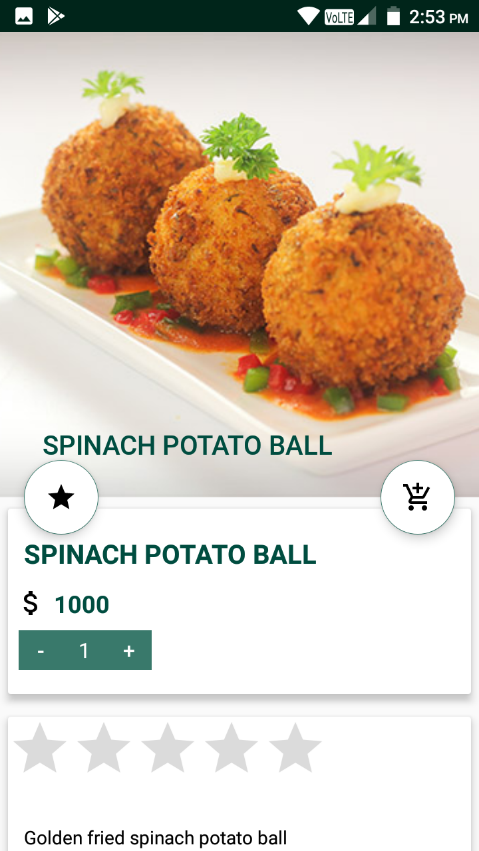 VoLTE 2:53 PM
SPINACH POTATO BALL
SPINACH POTATO BALL
$ 1000
- 1 +
Golden fried spinach potato ball